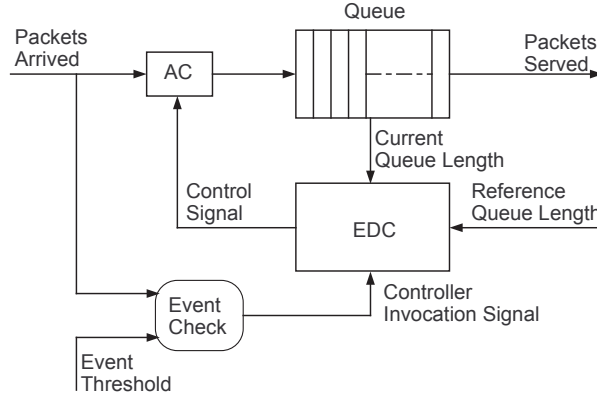 Queue
Packets
Arrived
Packets
Served
AC
Current
Queue Length
Control
Signal
Reference
Queue Length
EDC
Event
Check
Controller
Invocation Signal
Event
Threshold